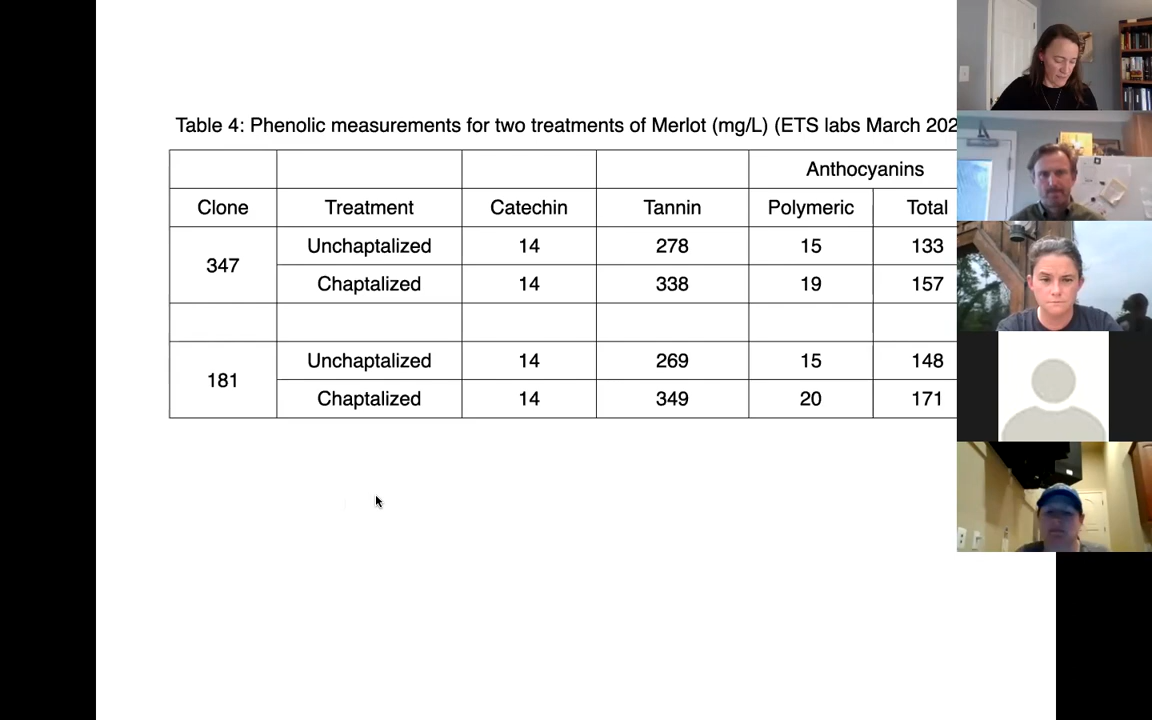 Table 4: Phenolic measurements for two treatments of Merlot (mg/L) (ETS labs March 202
Anthocyanins
Clone Treatment Catechin Tannin Polymeric Total
347 Unchaptalized 14 278 15 133
Chaptalized 14 338 19 157
181 Unchaptalized 14 269 15 148
Chaptalized 14 349 20 171